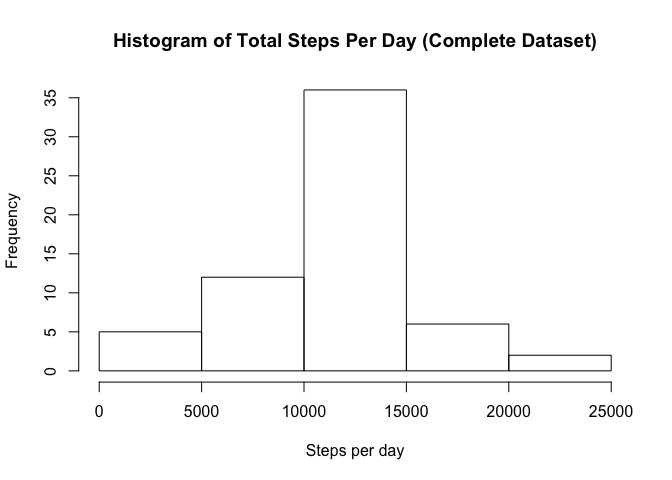 Histogram of Total Steps Per Day (Complete Dataset)
Frequency
35
30
25
20
15
10
5
0
0 5000 10000 15000 20000 25000
Steps per day